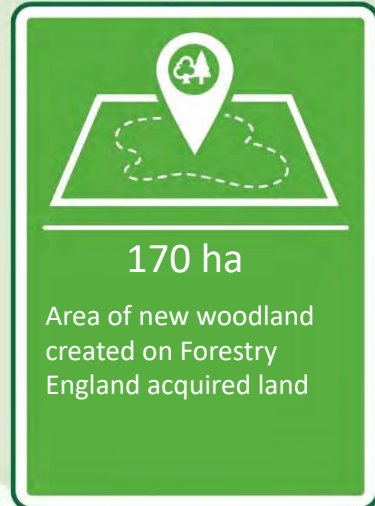 170 ha
Area of new woodland
created on Forestry
England acquired land